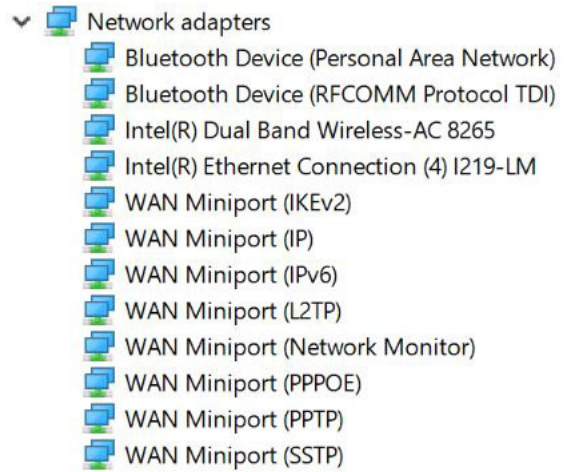 Network adapters
Bluetooth Device (Personal Area Network)
Bluetooth Device (RFCOMM Protocol TDI)
Intel(R) Dual Band Wireless-AC 8265
Intel(R) Ethernet Connection (4) I219-LM
WAN Miniport (IKEv2)
WAN Miniport (IP)
WAN Miniport (IPv6)
WAN Miniport (L2TP)
WAN Miniport (Network Monitor)
WAN Miniport (PPPOE)
WAN Miniport (PPTP)
WAN Miniport (SSTP)